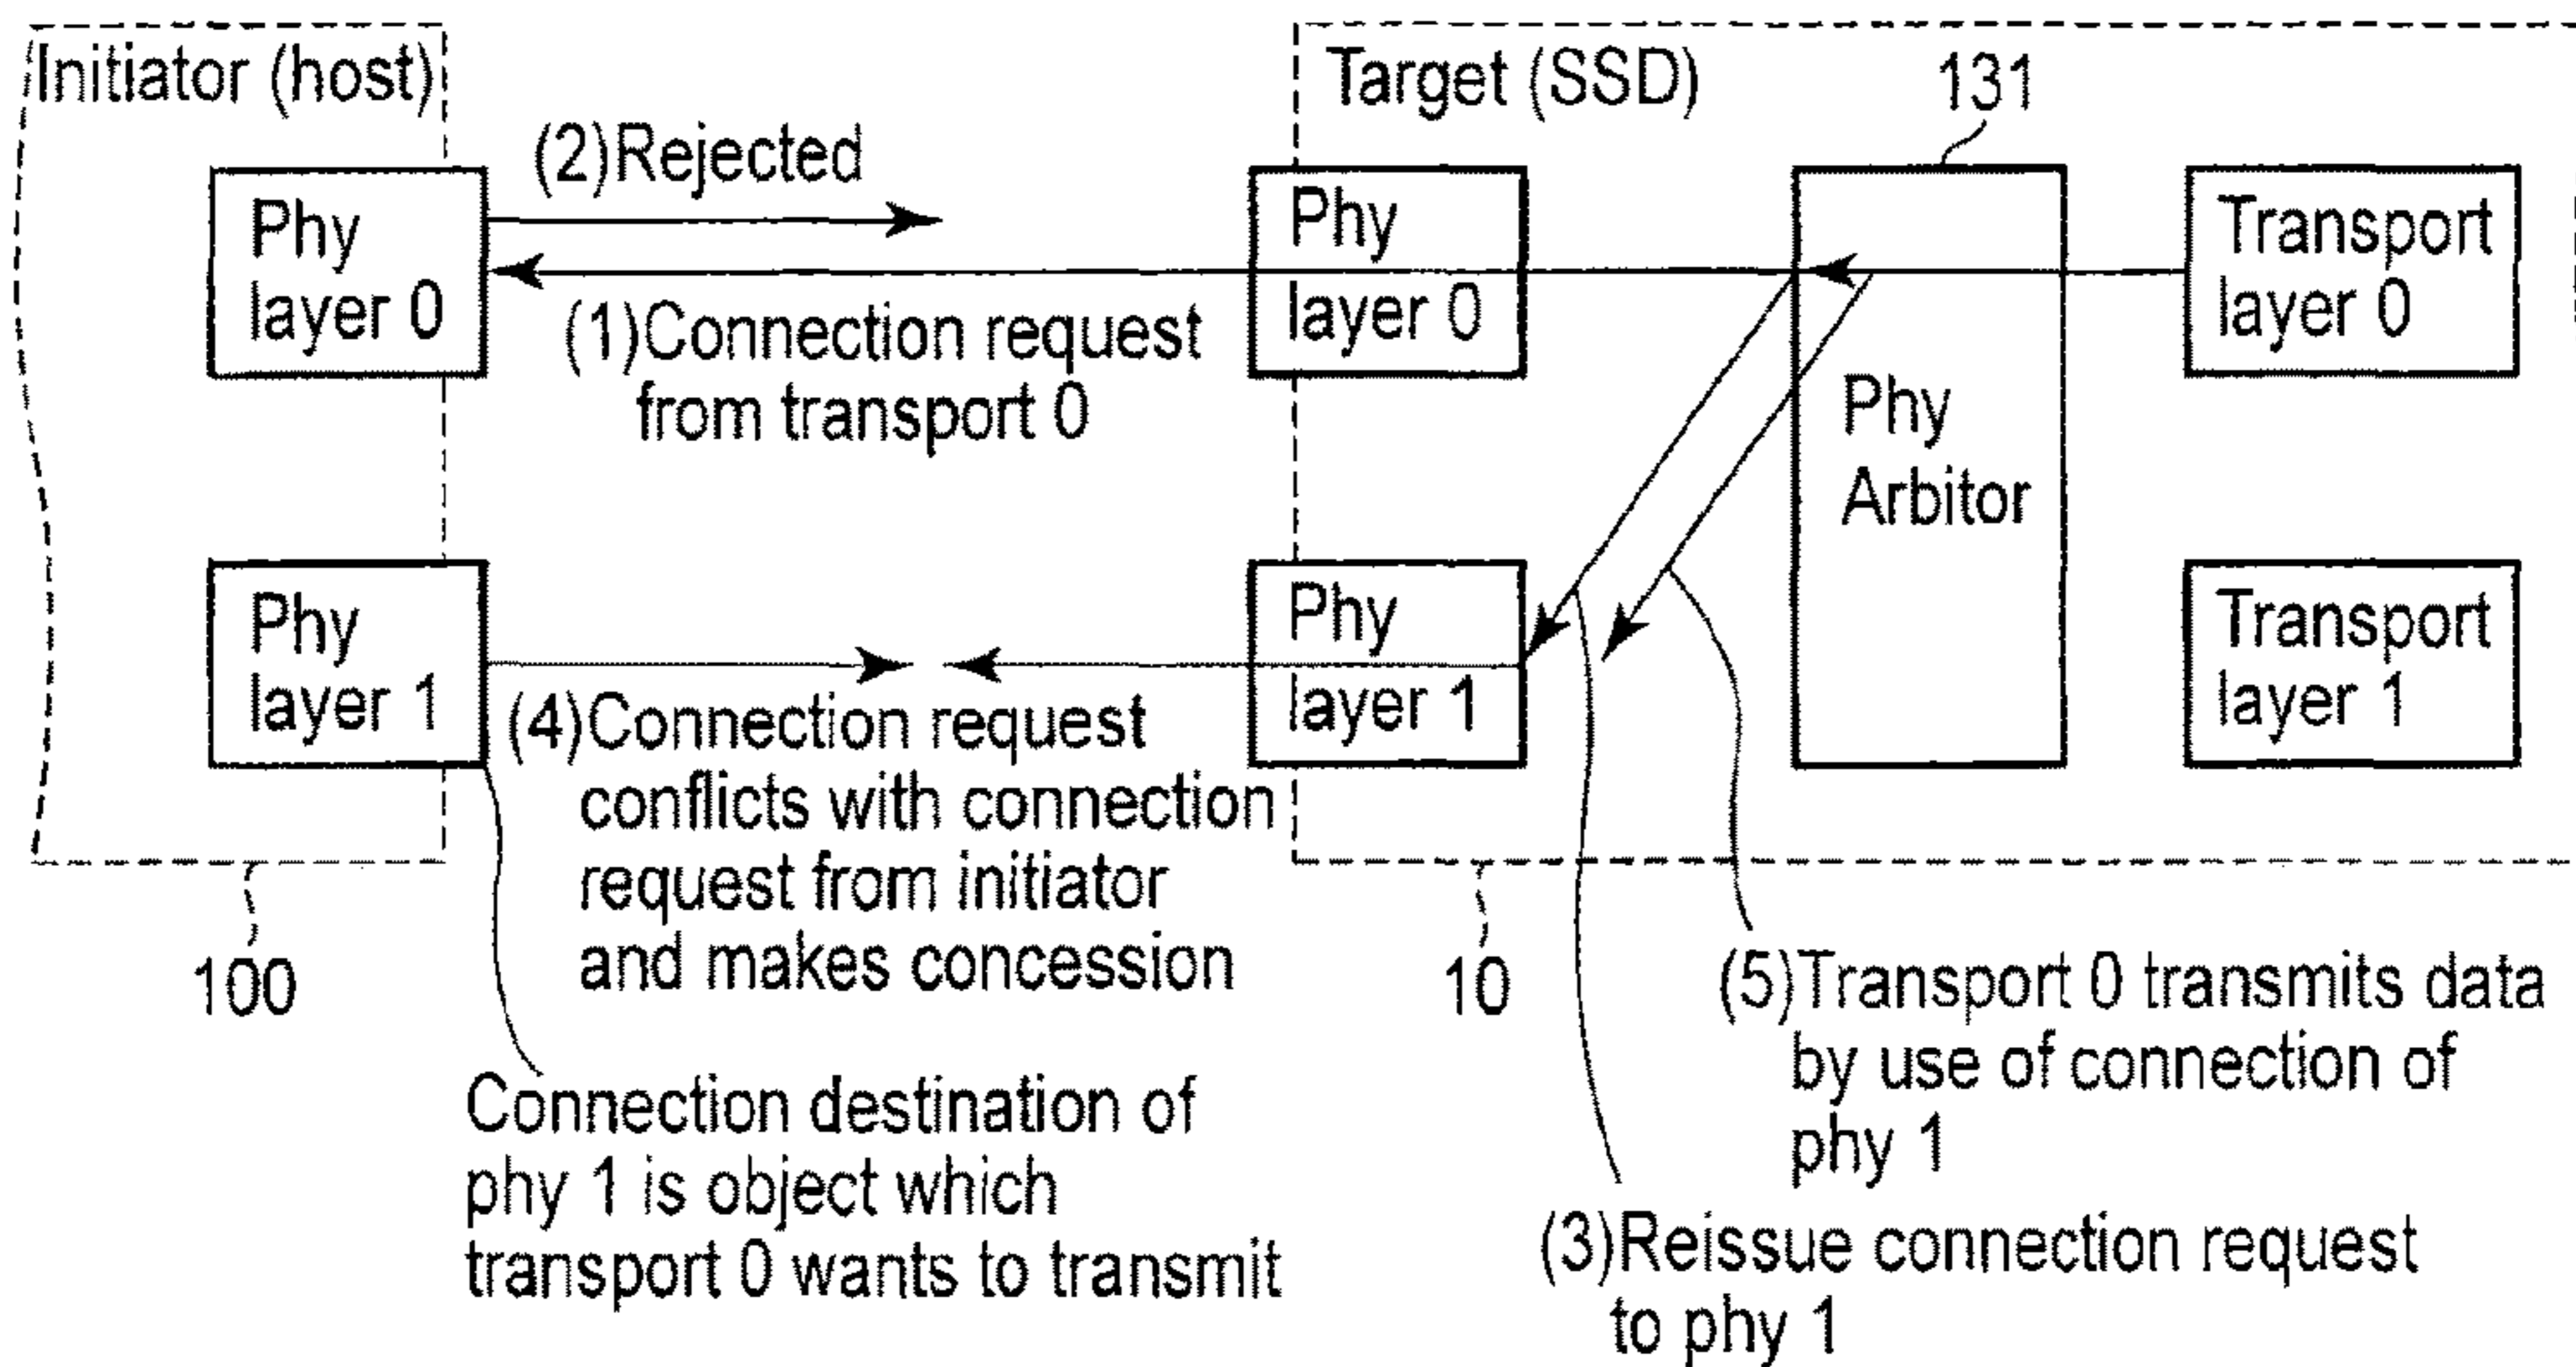 Initiator (host)
Target (SSD)
131
(2)Rejected
Phy
layer 0
Phy
layer 0
Transport
layer 0
(1)Connection request
from transport 0
Phy
Arbitor
Phy
layer 1
Phy
layer 1
Transport
layer 1
(4)Connection request
conflicts with connection
request from initiator
and makes concession
100
10
(5)Transport 0 transmits data
by use of connection of
phy 1
Connection destination of
phy 1 is object which
transport 0 wants to transmit
(3)Reissue connection request
to phy 1